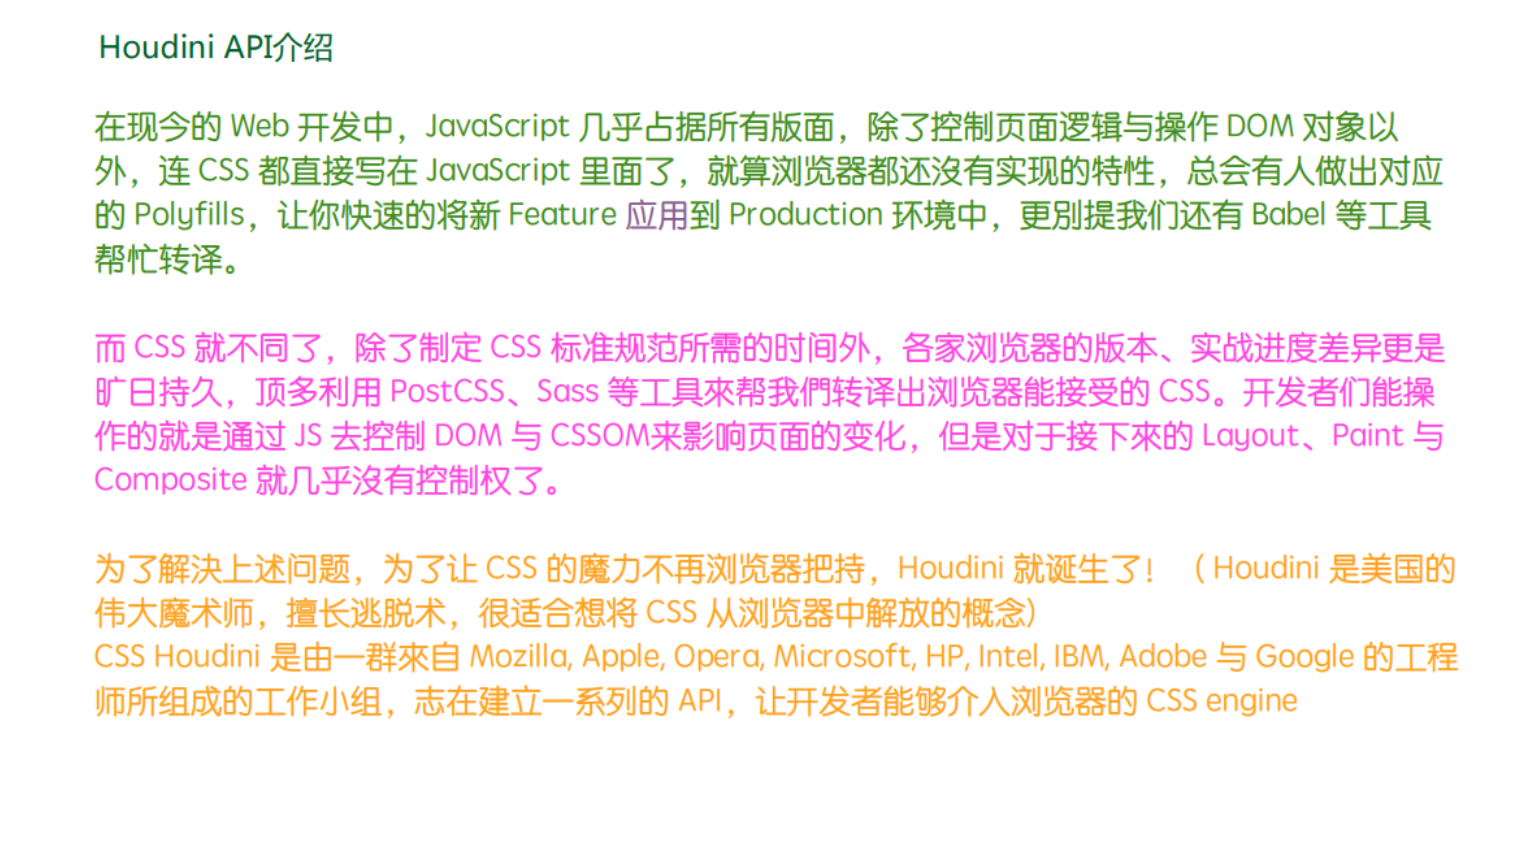 Houdini API介绍
在现今的 Web 开发中，JavaScript 几乎占据所有版面，除了控制页面逻辑与操作 DOM 对象以
外，连 CSS 都直接写在 JavaScript 里面了，就算浏览器都还沒有实现的特性，总会有人做出对应
的 Polyfills，让你快速的将新 Feature 应用到 Production 环境中，更別提我们还有 Babel 等工具
帮忙转译。
而 CSS 就不同了，除了制定 CSS 标准规范所需的时间外，各家浏览器的版本、实战进度差异更是
旷日持久，顶多利用 PostCSS、Sass 等工具來帮我們转译出浏览器能接受的 CSS。开发者们能操
作的就是通过 JS 去控制 DOM 与 CSSOM来影响页面的变化，但是对于接下來的 Layout、Paint 与
Composite 就几乎沒有控制权了。
为了解決上述问题，为了让 CSS 的魔力不再浏览器把持，Houdini 就诞生了！（ Houdini 是美国的
伟大魔术师，擅长逃脱术，很适合想将 CSS 从浏览器中解放的概念）
CSS Houdini 是由一群來自 Mozilla, Apple, Opera, Microsoft, HP, Intel, IBM, Adobe 与 Google 的工程
师所组成的工作小组，志在建立一系列的 API，让开发者能够介入浏览器的 CSS engine